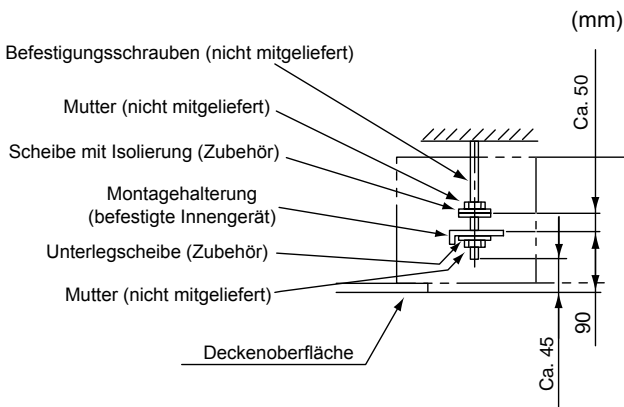 (mm)
Befestigungsschrauben (nicht mitgeliefert)
Mutter (nicht mitgeliefert)
Scheibe mit Isolierung (Zubehör)
Montagehalterung
(befestigte Innengerät)
Unterlegscheibe (Zubehör)
Mutter (nicht mitgeliefert)
Deckenoberfläche
Ca. 50
Ca. 45
90